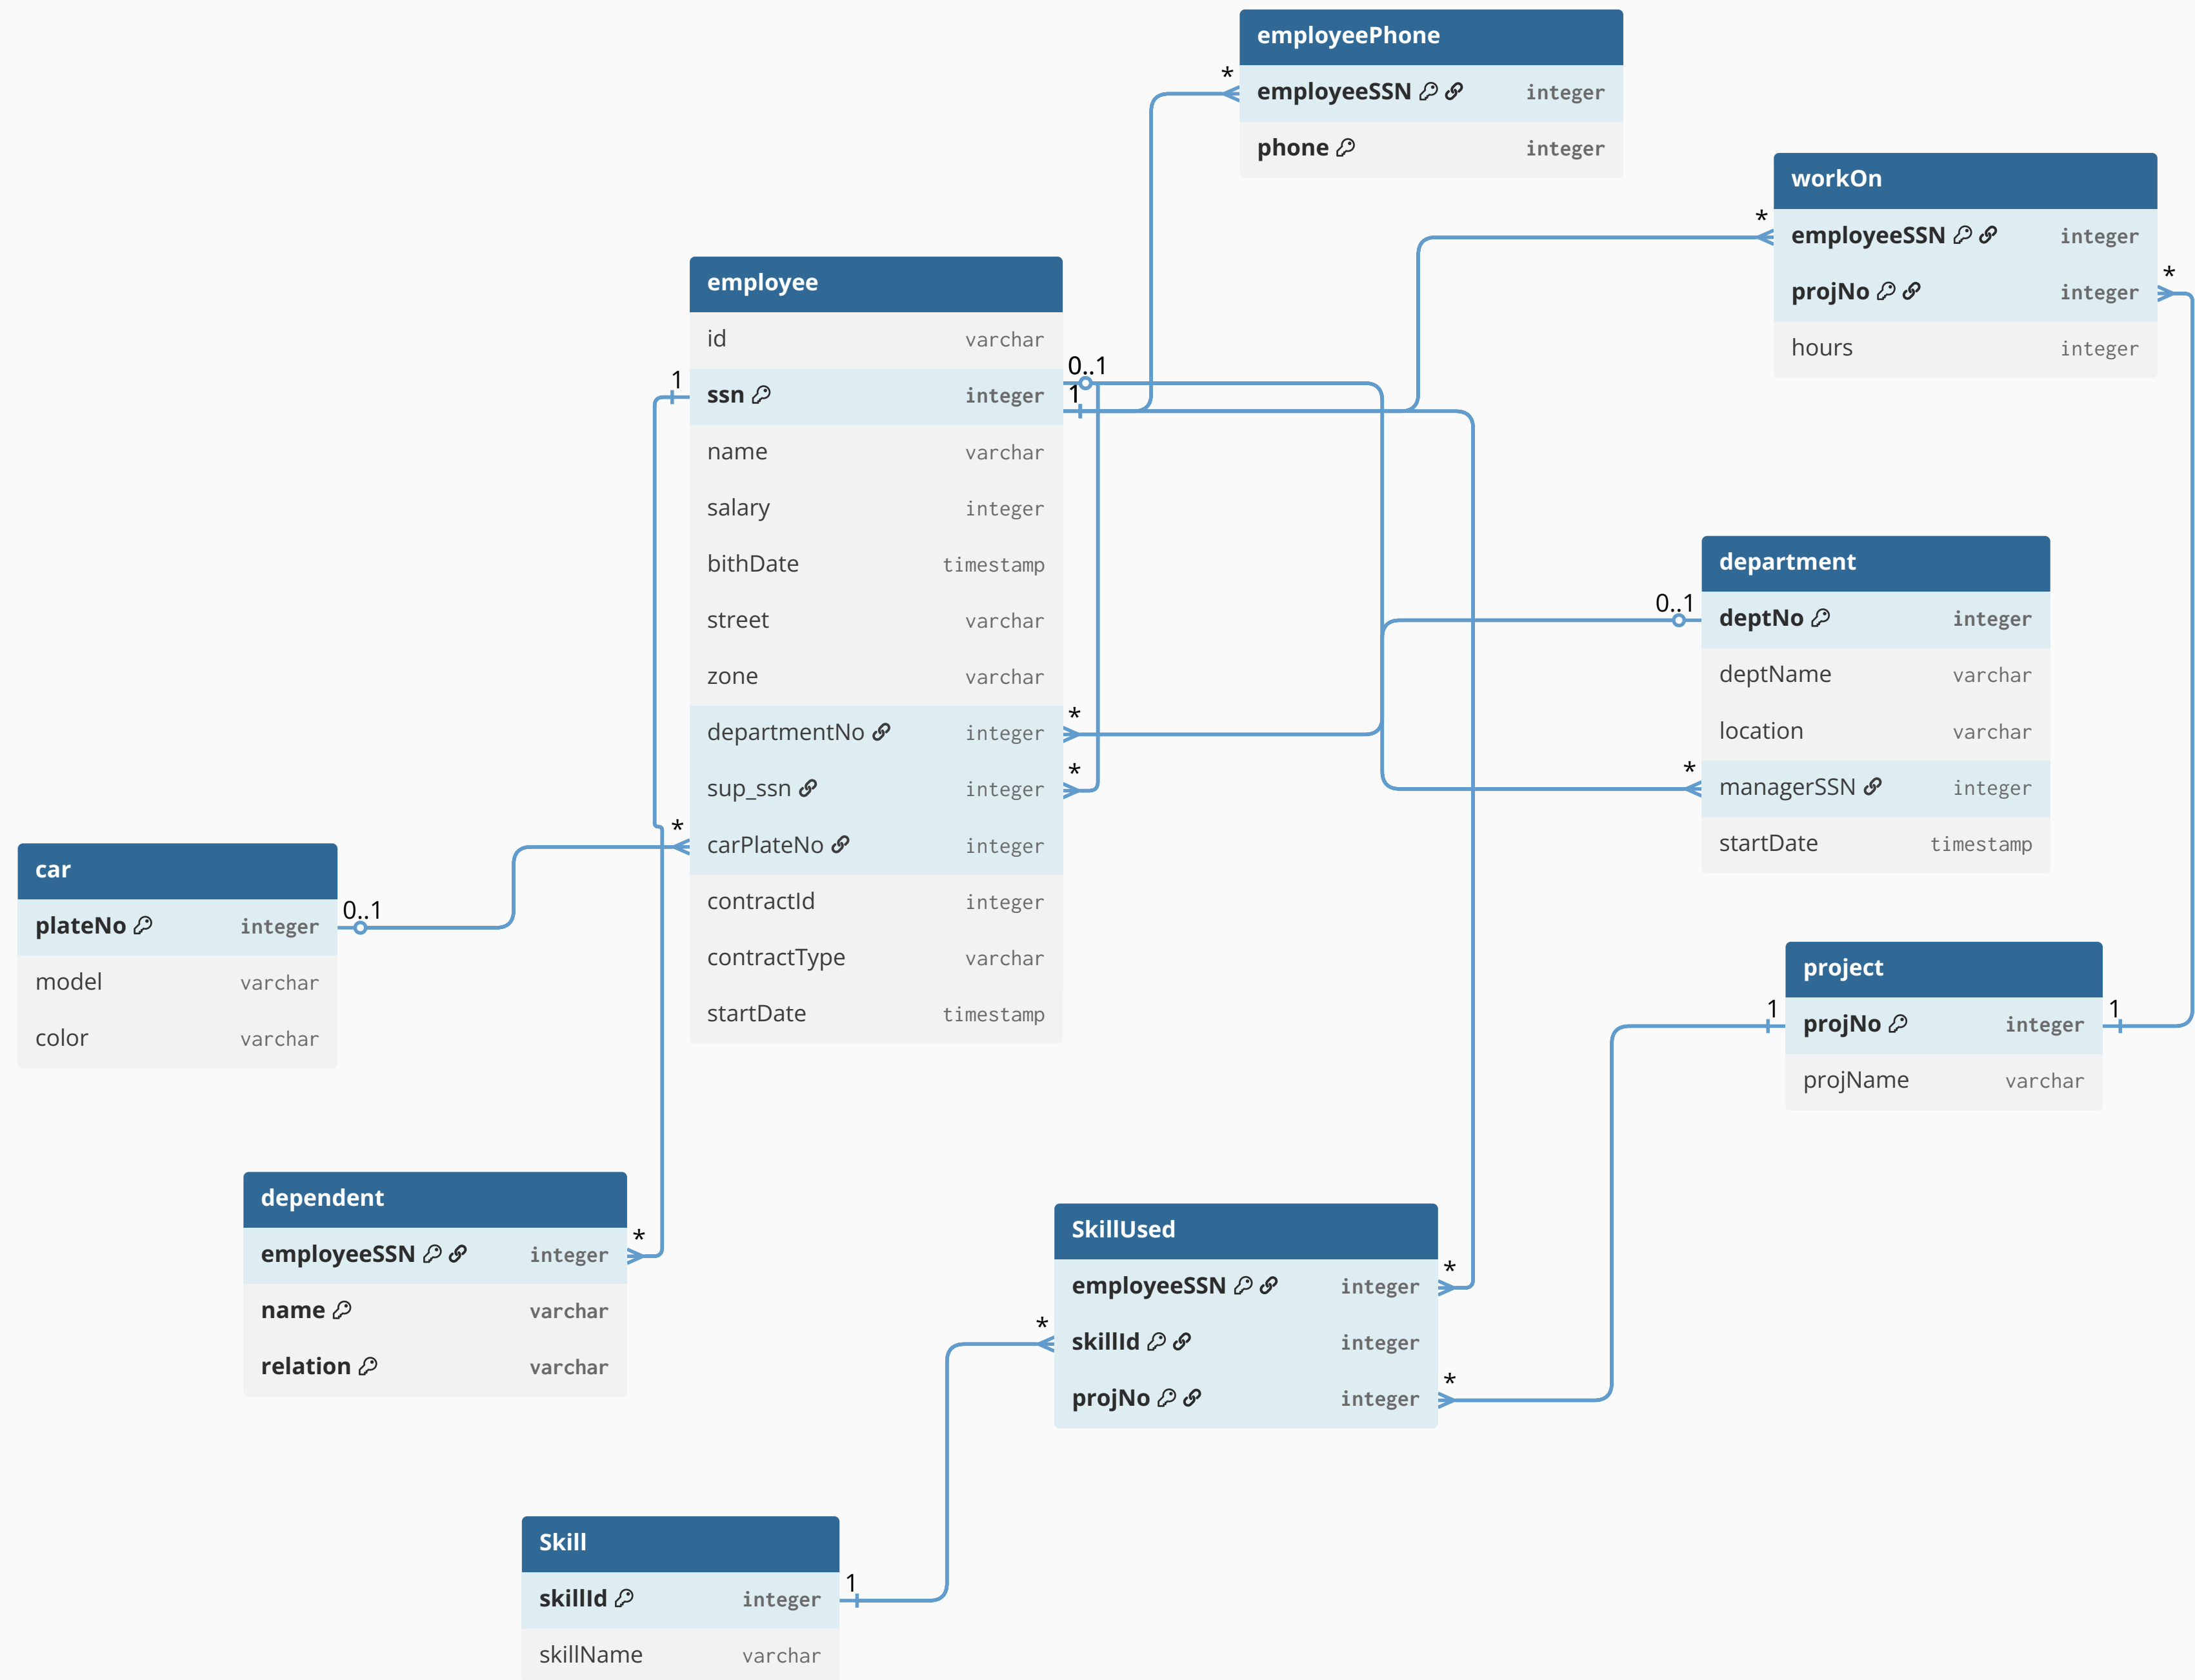 employeePhone
* employeeSSN integer
phone integer
workOn
* employeeSSN integer
projNo integer *
hours integer
employee
id varchar
1 ssn integer 0..1 1
name varchar
salary integer
bithDate timestamp
street varchar
zone varchar
departmentNo integer *
sup_ssn integer *
* carPlateNo integer
contractId integer
contractType varchar
startDate timestamp
department
0..1 deptNo integer
deptName varchar
location varchar
* managerSSN integer
startDate timestamp
car
plateNo integer 0..1
model varchar
color varchar
project
1 projNo integer 1
projName varchar
dependent
employeeSSN integer *
name varchar
relation varchar
SkillUsed
employeeSSN integer *
* skillId integer
projNo integer *
Skill
skillId integer 1
skillName varchar